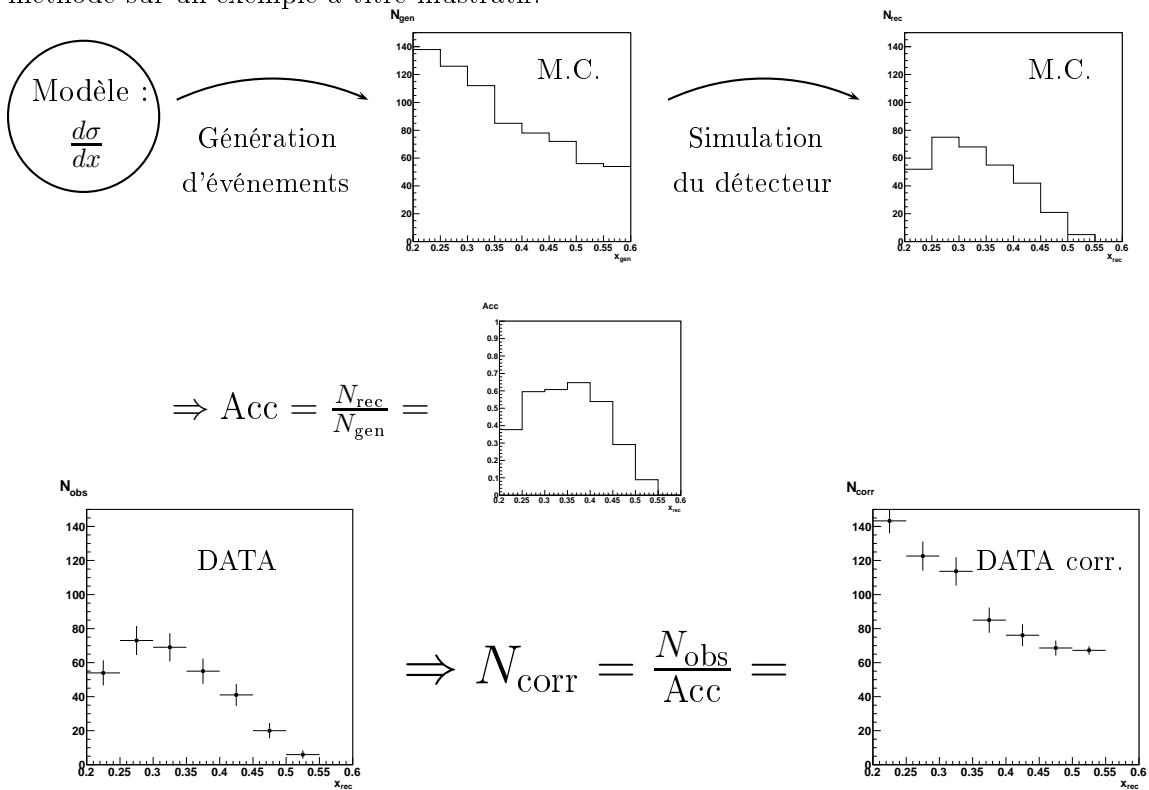 méthode sur un exemple à titre illustratif.
Modèle :
dσ/dx
Génération
d'événements
N_gen
M.C.
140
120
100
80
60
40
20
0
0.2 0.25 0.3 0.35 0.4 0.45 0.5 0.55 0.6
x_gen
Simulation
du détecteur
N_rec
M.C.
140
120
100
80
60
40
20
0
0.2 0.25 0.3 0.35 0.4 0.45 0.5 0.55 0.6
x_rec
⇒ Acc = N_rec/N_gen =
Acc
1
0.9
0.8
0.7
0.6
0.5
0.4
0.3
0.2
0.1
0
0.2 0.25 0.3 0.35 0.4 0.45 0.5 0.55 0.6
x_rec
N_obs
DATA
140
120
100
80
60
40
20
0
0.2 0.25 0.3 0.35 0.4 0.45 0.5 0.55 0.6
x_rec
⇒ N_corr = N_obs/Acc =
N_corr
DATA corr.
140
120
100
80
60
40
20
0
0.2 0.25 0.3 0.35 0.4 0.45 0.5 0.55 0.6
x_rec